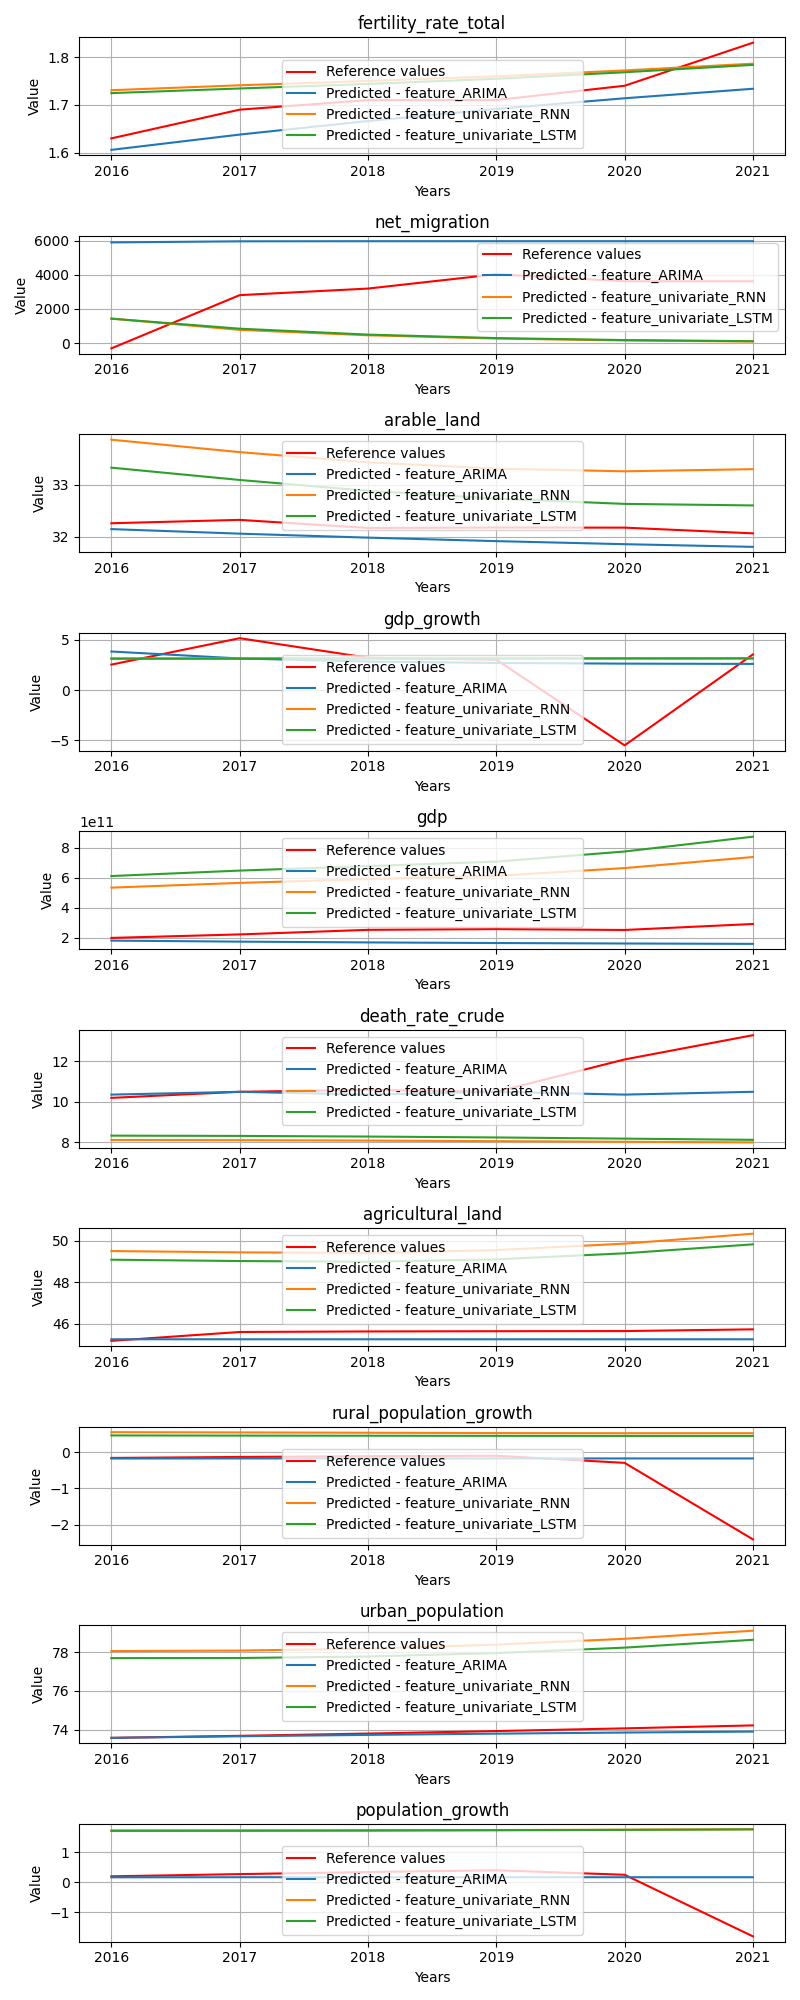 fertility_rate_total
1.8
1.7
1.6
Value
Reference values
Predicted - feature_ARIMA
Predicted - feature_univariate_RNN
Predicted - feature_univariate_LSTM
2016 2017 2018 2019 2020 2021
Years
net_migration
6000
4000
2000
0
Value
Reference values
Predicted - feature_ARIMA
Predicted - feature_univariate_RNN
Predicted - feature_univariate_LSTM
2016 2017 2018 2019 2020 2021
Years
arable_land
33
32
Value
Reference values
Predicted - feature_ARIMA
Predicted - feature_univariate_RNN
Predicted - feature_univariate_LSTM
2016 2017 2018 2019 2020 2021
Years
gdp_growth
5
0
−5
Value
Reference values
Predicted - feature_ARIMA
Predicted - feature_univariate_RNN
Predicted - feature_univariate_LSTM
2016 2017 2018 2019 2020 2021
Years
gdp
1e11
8
6
4
2
Value
Reference values
Predicted - feature_ARIMA
Predicted - feature_univariate_RNN
Predicted - feature_univariate_LSTM
2016 2017 2018 2019 2020 2021
Years
death_rate_crude
12
10
8
Value
Reference values
Predicted - feature_ARIMA
Predicted - feature_univariate_RNN
Predicted - feature_univariate_LSTM
2016 2017 2018 2019 2020 2021
Years
agricultural_land
50
48
46
Value
Reference values
Predicted - feature_ARIMA
Predicted - feature_univariate_RNN
Predicted - feature_univariate_LSTM
2016 2017 2018 2019 2020 2021
Years
rural_population_growth
0
−1
−2
Value
Reference values
Predicted - feature_ARIMA
Predicted - feature_univariate_RNN
Predicted - feature_univariate_LSTM
2016 2017 2018 2019 2020 2021
Years
urban_population
78
76
74
Value
Reference values
Predicted - feature_ARIMA
Predicted - feature_univariate_RNN
Predicted - feature_univariate_LSTM
2016 2017 2018 2019 2020 2021
Years
population_growth
1
0
−1
Value
Reference values
Predicted - feature_ARIMA
Predicted - feature_univariate_RNN
Predicted - feature_univariate_LSTM
2016 2017 2018 2019 2020 2021
Years